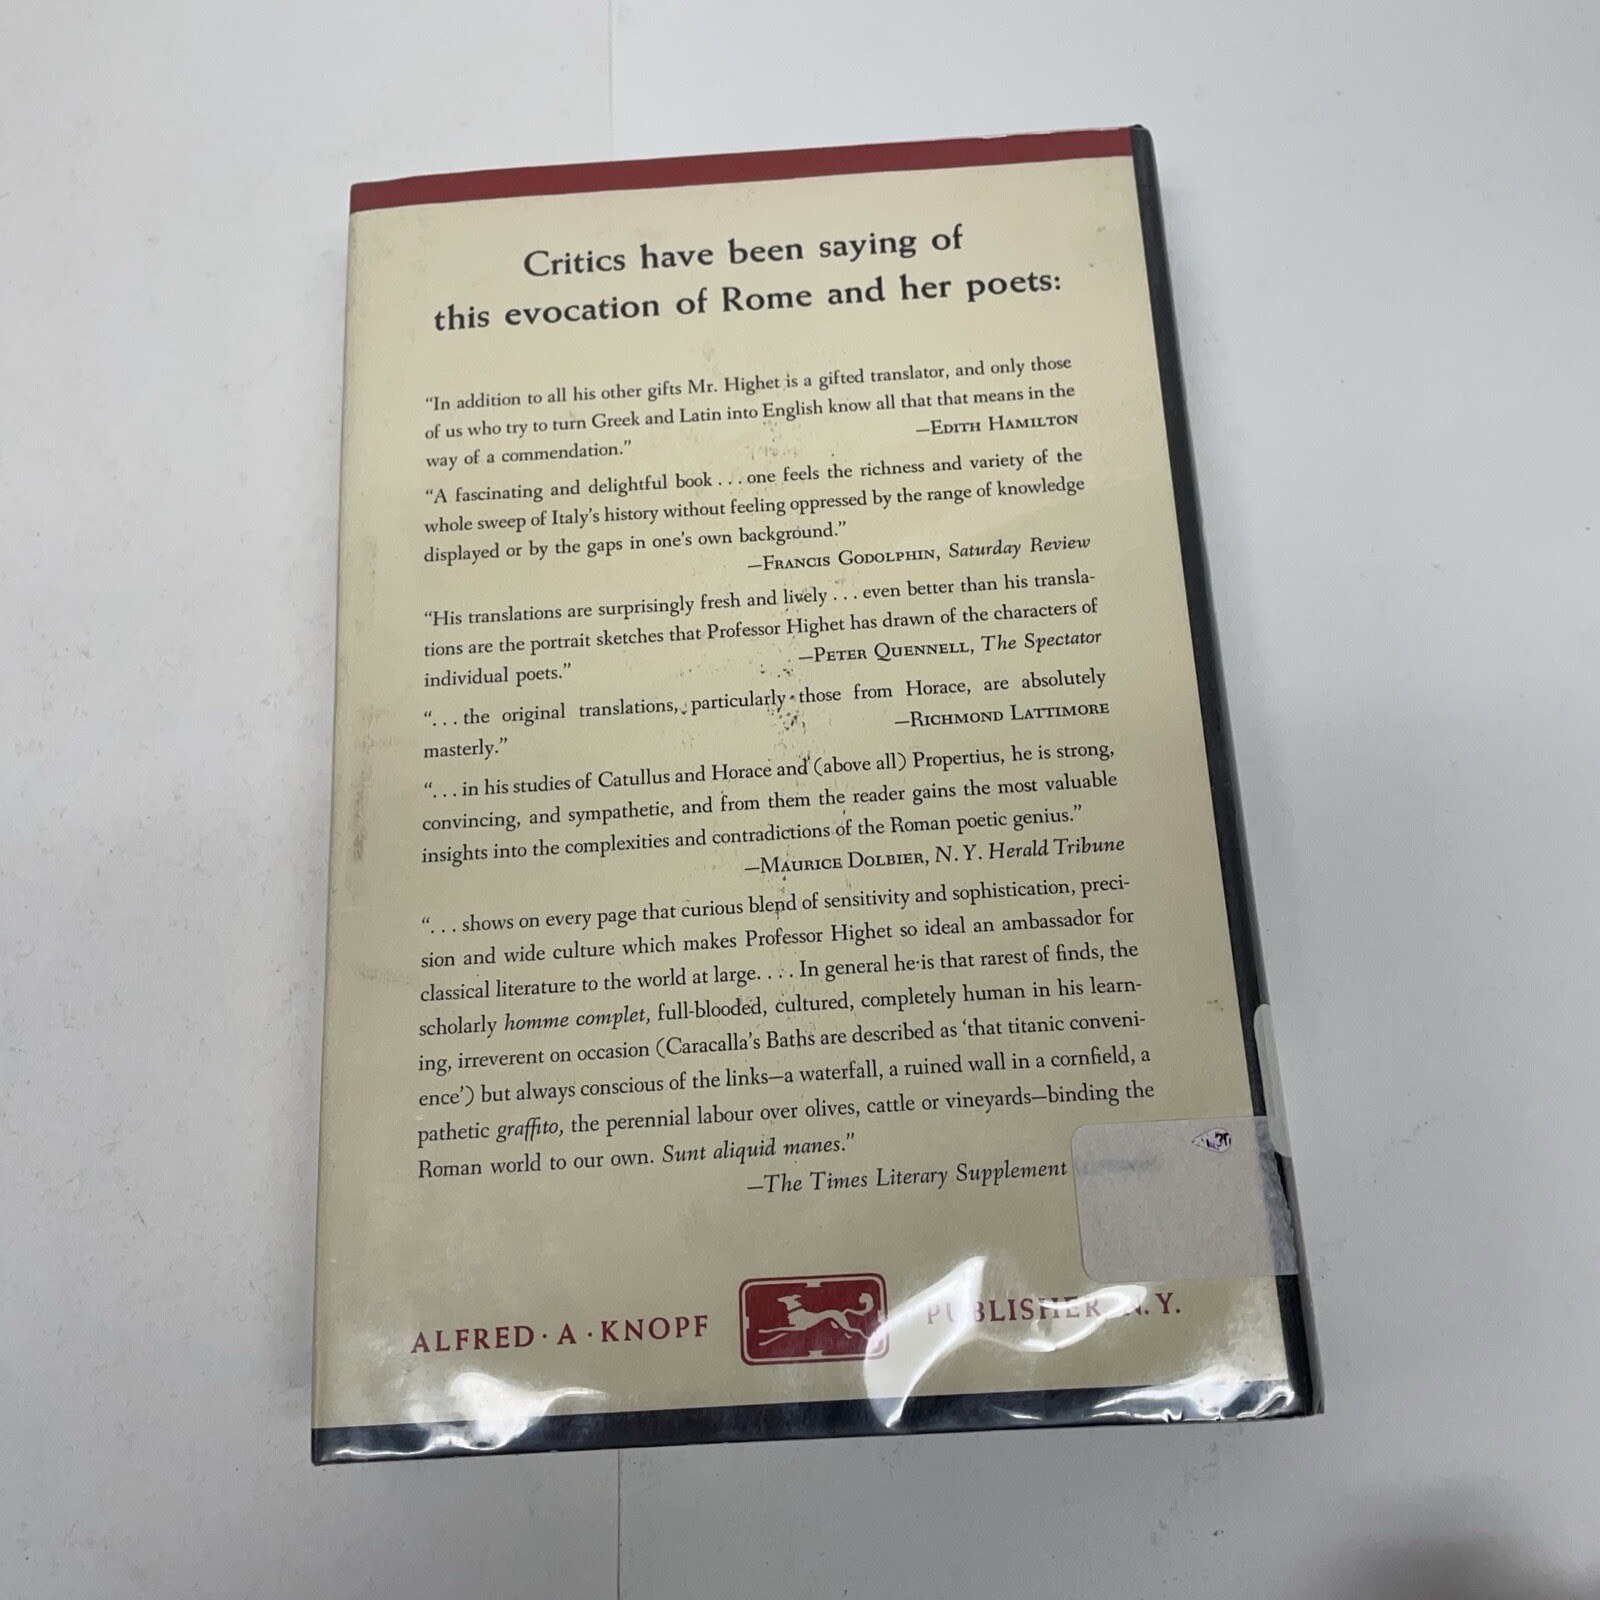 Critics have been saying of
this evocation of Rome and her poets:
“In addition to all his other gifts Mr. Highet is a gifted translator, and only those
of us who try to turn Greek and Latin into English know all that that means in the
way of a commendation.” —EDITH HAMILTON
“A fascinating and delightful book . . . one feels the richness and variety of the
whole sweep of Italy’s history without feeling oppressed by the range of knowledge
displayed or by the gaps in one’s own background.”
—FRANCIS GODOLPHIN, Saturday Review
“His translations are surprisingly fresh and lively . . . even better than his transla-
tions are the portrait sketches that Professor Highet has drawn of the characters of
individual poets.” —PETER QUENNELL, The Spectator
“. . . the original translations, particularly those from Horace, are absolutely
masterly.” —RICHMOND LATTIMORE
“. . . in his studies of Catullus and Horace and (above all) Propertius, he is strong,
convincing, and sympathetic, and from them the reader gains the most valuable
insights into the complexities and contradictions of the Roman poetic genius.”
—MAURICE DOLBIER, N. Y. Herald Tribune
“. . . shows on every page that curious blend of sensitivity and sophistication, preci-
sion and wide culture which makes Professor Highet so ideal an ambassador for
classical literature to the world at large. . . . In general he is that rarest of finds, the
scholarly homme complet, full-blooded, cultured, completely human in his learn-
ing, irreverent on occasion (Caracalla’s Baths are described as ‘that titanic conveni-
ence’) but always conscious of the links—a waterfall, a ruined wall in a cornfield, a
pathetic graffito, the perennial labour over olives, cattle or vineyards—binding the
Roman world to our own. Sunt aliquid manes.”
—The Times Literary Supplement
ALFRED · A · KNOPF PUBLISHER N. Y.